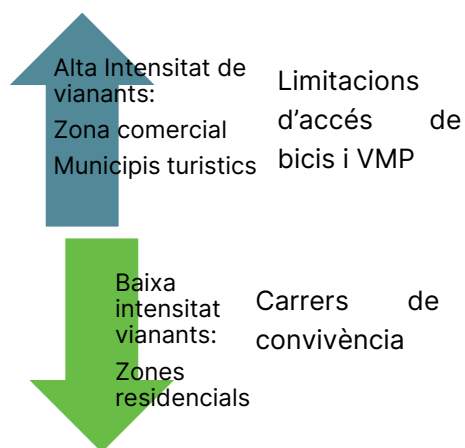 Alta Intensitat de
vianants:
Zona comercial
Municipis turistics
Limitacions
d’accés de
bicis i VMP
Baixa
intensitat
vianants:
Zones
residencials
Carrers de
convivència